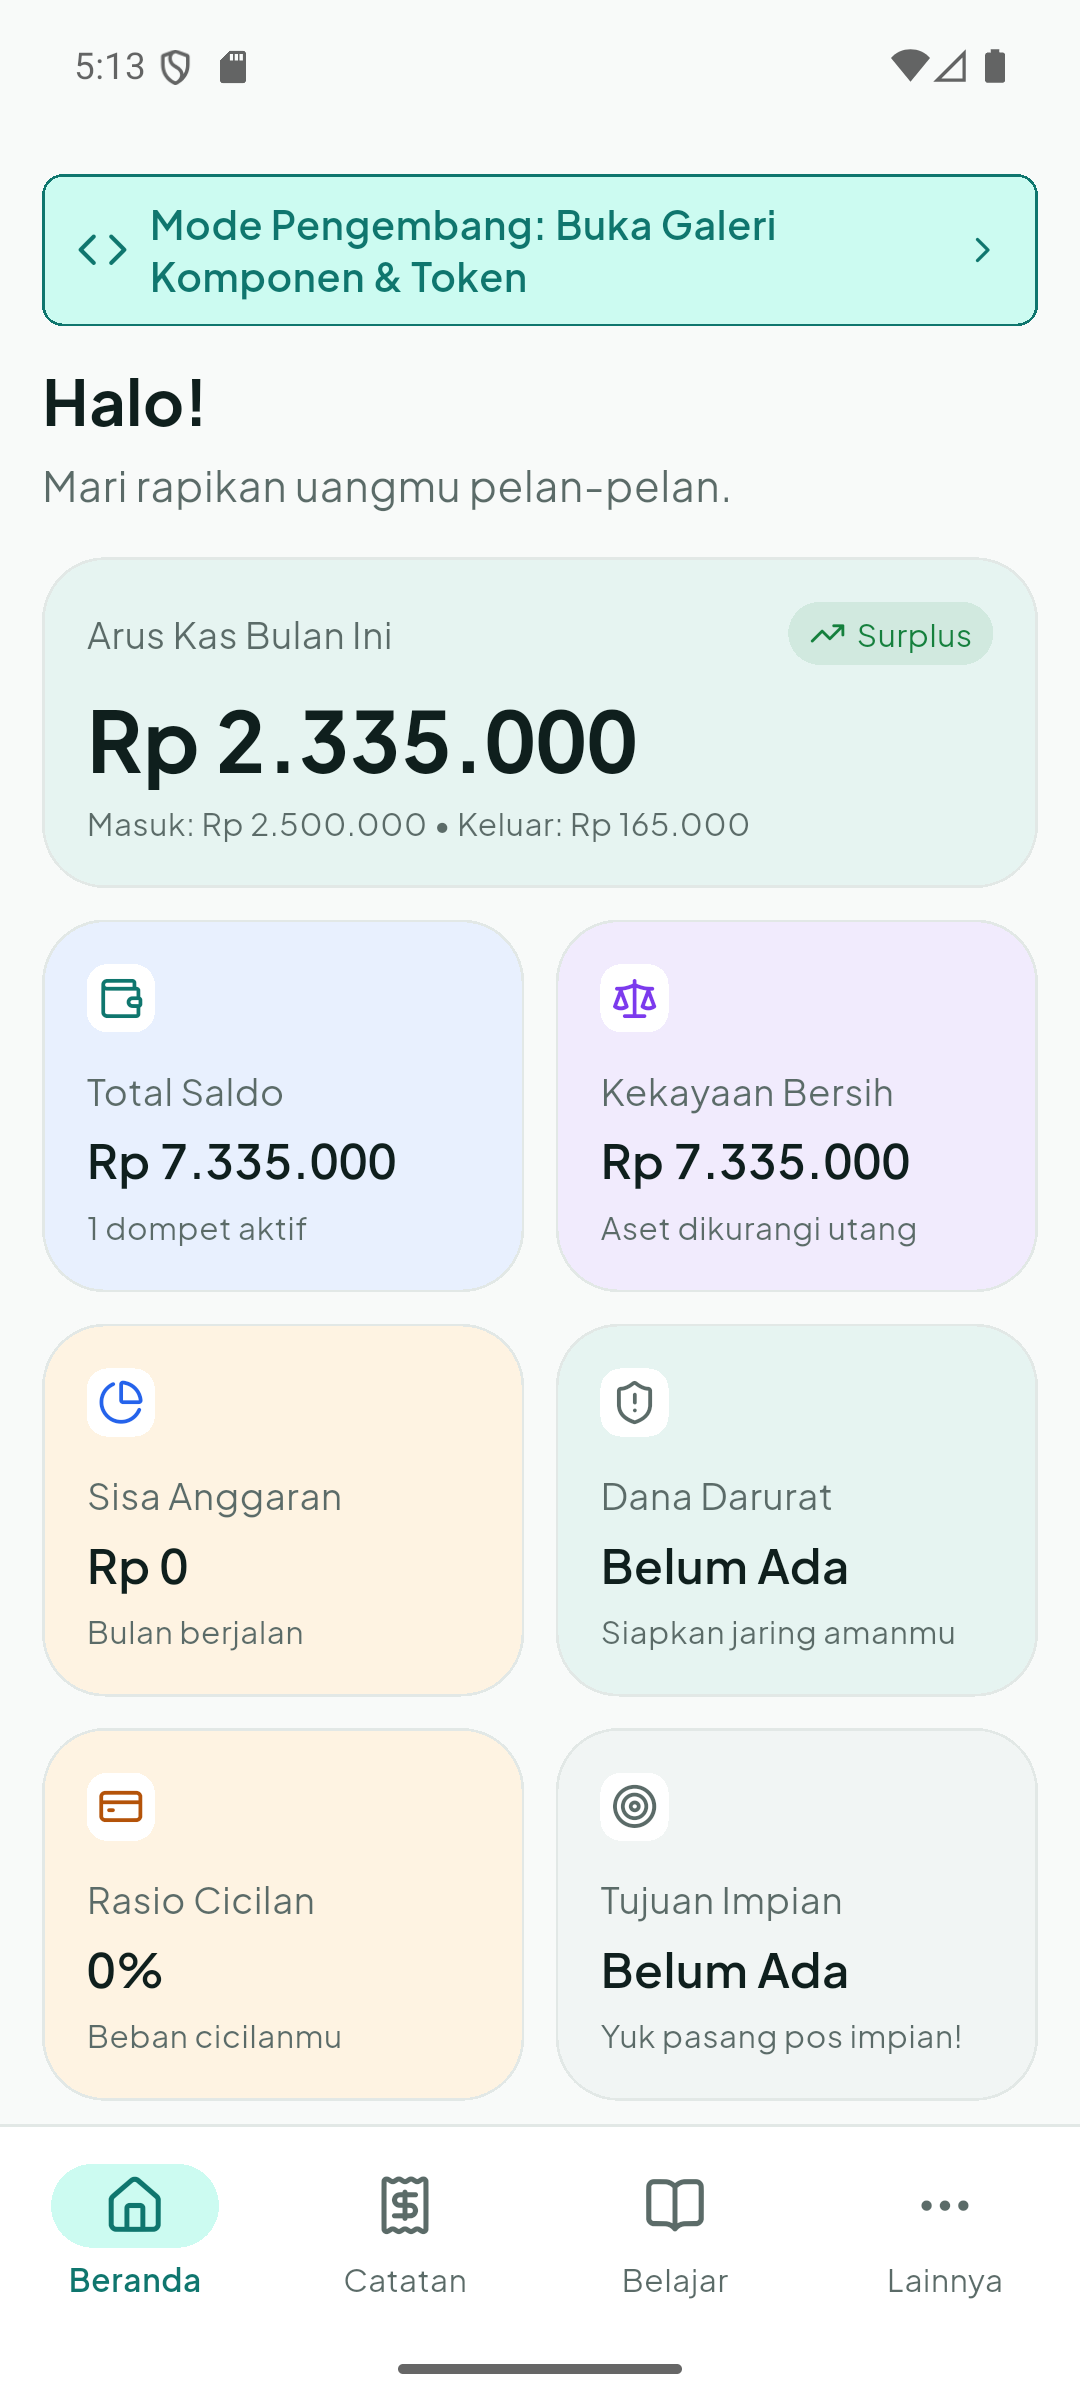 5:13
Mode Pengembang: Buka Galeri
Komponen & Token
Halo!
Mari rapikan uangmu pelan-pelan.
Arus Kas Bulan Ini
Surplus
Rp 2.335.000
Masuk: Rp 2.500.000 • Keluar: Rp 165.000
Total Saldo
Rp 7.335.000
1 dompet aktif
Kekayaan Bersih
Rp 7.335.000
Aset dikurangi utang
Sisa Anggaran
Rp 0
Bulan berjalan
Dana Darurat
Belum Ada
Siapkan jaring amanmu
Rasio Cicilan
0%
Beban cicilanmu
Tujuan Impian
Belum Ada
Yuk pasang pos impian!
Beranda
Catatan
Belajar
Lainnya